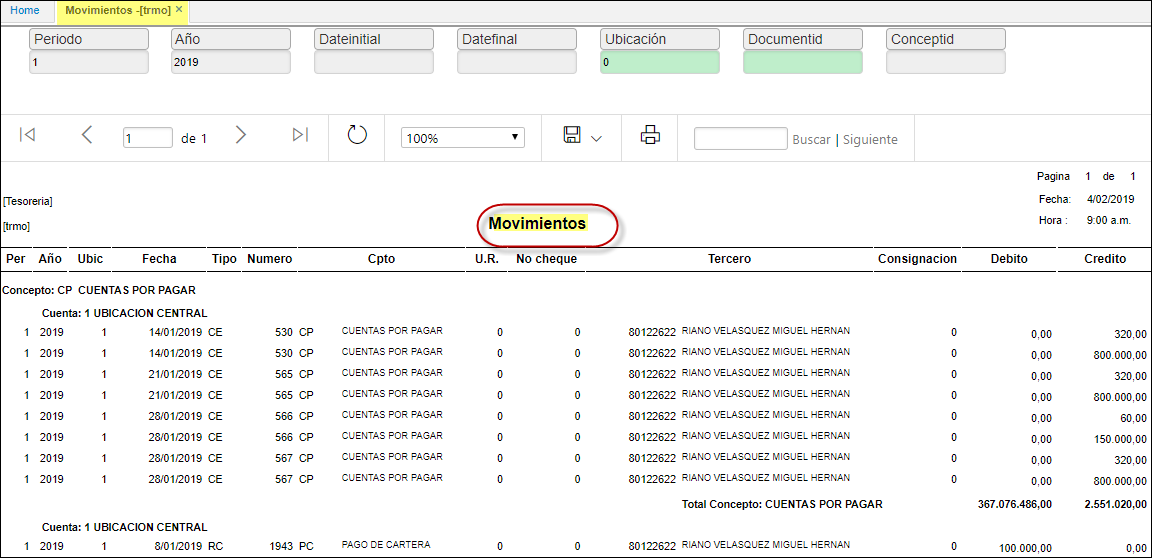 Home Movimientos -[trmo] ×
Periodo Año Dateinitial Datefinal Ubicación Documentid Conceptid
1 2019 0
1 de 1 100% Buscar | Siguiente
Pagina 1 de 1
[Tesoreria] Fecha: 4/02/2019
[trmo] Movimientos Hora : 9:00 a.m.
Per Año Ubic Fecha Tipo Numero Cpto U.R. No cheque Tercero Consignacion Debito Credito
Concepto: CP CUENTAS POR PAGAR
Cuenta: 1 UBICACION CENTRAL
1 2019 1 14/01/2019 CE 530 CP CUENTAS POR PAGAR 0 0 80122622 RIANO VELASQUEZ MIGUEL HERNAN 0 0,00 320,00
1 2019 1 14/01/2019 CE 530 CP CUENTAS POR PAGAR 0 0 80122622 RIANO VELASQUEZ MIGUEL HERNAN 0 0,00 800.000,00
1 2019 1 21/01/2019 CE 565 CP CUENTAS POR PAGAR 0 0 80122622 RIANO VELASQUEZ MIGUEL HERNAN 0 0,00 320,00
1 2019 1 21/01/2019 CE 565 CP CUENTAS POR PAGAR 0 0 80122622 RIANO VELASQUEZ MIGUEL HERNAN 0 0,00 800.000,00
1 2019 1 28/01/2019 CE 566 CP CUENTAS POR PAGAR 0 0 80122622 RIANO VELASQUEZ MIGUEL HERNAN 0 0,00 60,00
1 2019 1 28/01/2019 CE 566 CP CUENTAS POR PAGAR 0 0 80122622 RIANO VELASQUEZ MIGUEL HERNAN 0 0,00 150.000,00
1 2019 1 28/01/2019 CE 567 CP CUENTAS POR PAGAR 0 0 80122622 RIANO VELASQUEZ MIGUEL HERNAN 0 0,00 320,00
1 2019 1 28/01/2019 CE 567 CP CUENTAS POR PAGAR 0 0 80122622 RIANO VELASQUEZ MIGUEL HERNAN 0 0,00 800.000,00
Total Concepto: CUENTAS POR PAGAR 367.076.486,00 2.551.020,00
Cuenta: 1 UBICACION CENTRAL
1 2019 1 8/01/2019 RC 1943 PC PAGO DE CARTERA 0 0 80122622 RIANO VELASQUEZ MIGUEL HERNAN 0 100.000,00 0,00